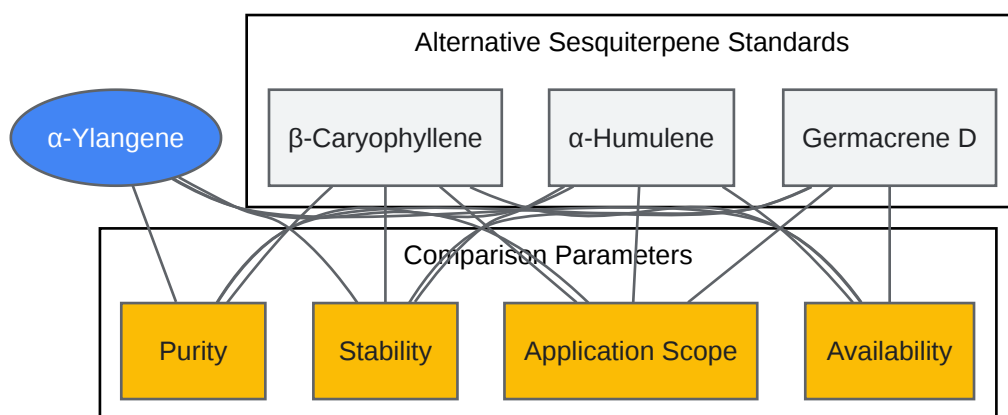 Alternative Sesquiterpene Standards
α-Ylangene
β-Caryophyllene
α-Humulene
Germacrene D
Comparison Parameters
Purity
Stability
Application Scope
Availability